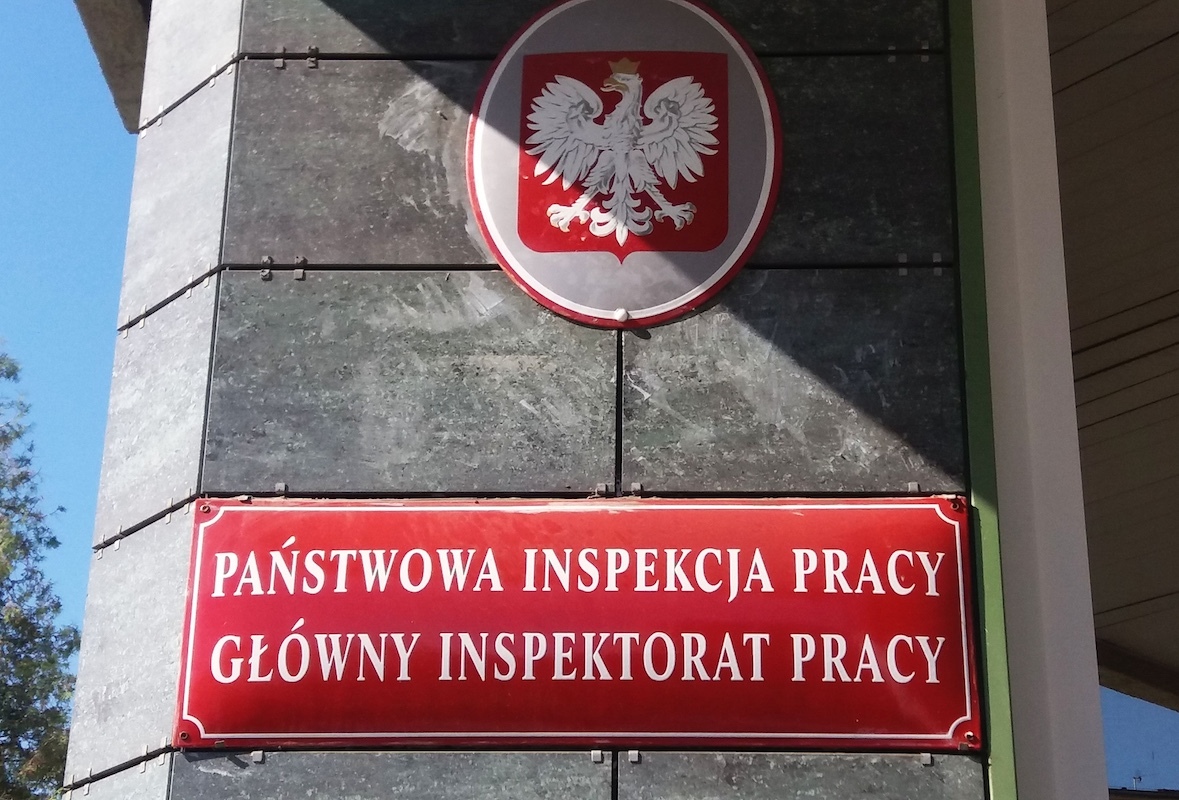 PAŃSTWOWA INSPEKCJA PRACY
GŁÓWNY INSPEKTORAT PRACY